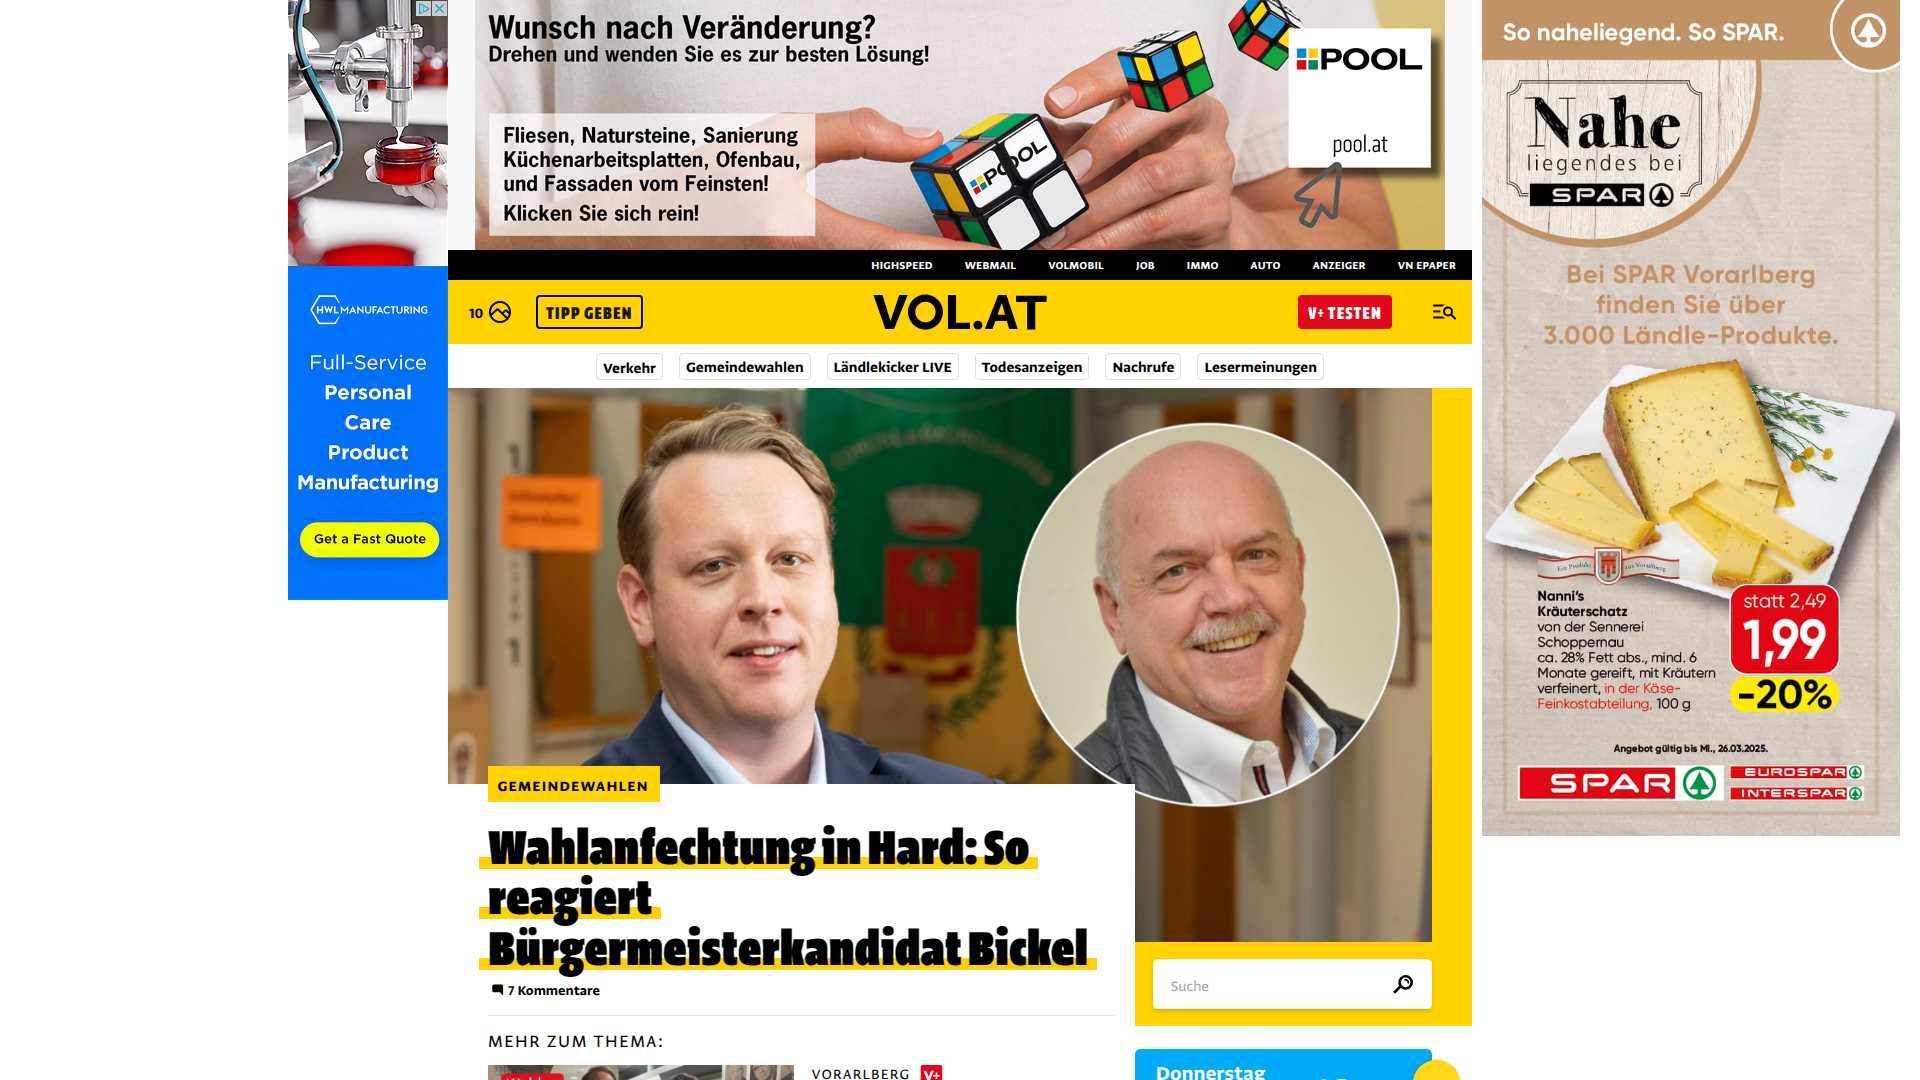 Wunsch nach Veränderung?
Drehen und wenden Sie es zur besten Lösung!
Fliesen, Natursteine, Sanierung
Küchenarbeitsplatten, Ofenbau,
und Fassaden vom Feinsten!
Klicken Sie sich rein!
POOL
POOL
pool.at
HWL MANUFACTURING
Full-Service
Personal
Care
Product
Manufacturing
Get a Fast Quote
HIGHSPEED WEBMAIL VOLMOBIL JOB IMMO AUTO ANZEIGER VN EPAPER
10 TIPP GEBEN VOL.AT V+ TESTEN
Verkehr Gemeindewahlen Ländlekicker LIVE Todesanzeigen Nachrufe Lesermeinungen
GEMEINDEWAHLEN
Wahlanfechtung in Hard: So
reagiert
Bürgermeisterkandidat Bickel
7 Kommentare
MEHR ZUM THEMA:
VORARLBERG V+
Suche
Donnerstag
So naheliegend. So SPAR.
Nahe
liegendes bei
SPAR
Bei SPAR Vorarlberg
finden Sie über
3.000 Ländle-Produkte.
Ein Produkt aus Vorarlberg
Nanni's
Kräuterschatz
von der Sennerei
Schoppernau
ca. 28% Fett abs., mind. 6
Monate gereift, mit Kräutern
verfeinert, in der Käse-
Feinkostabteilung, 100 g
statt 2,49
1,99
-20%
Angebot gültig bis Mi., 26.03.2025.
SPAR
EUROSPAR
INTERSPAR